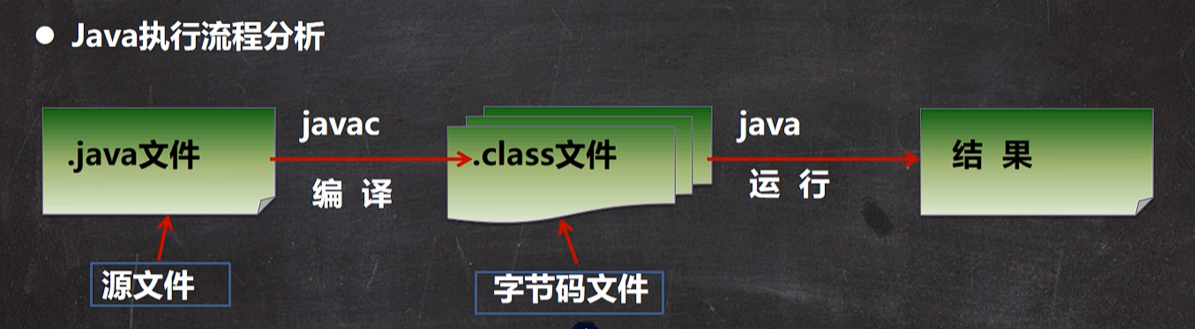 ● Java执行流程分析
.java文件
javac
编 译
.class文件
java
运 行
结 果
源文件
字节码文件